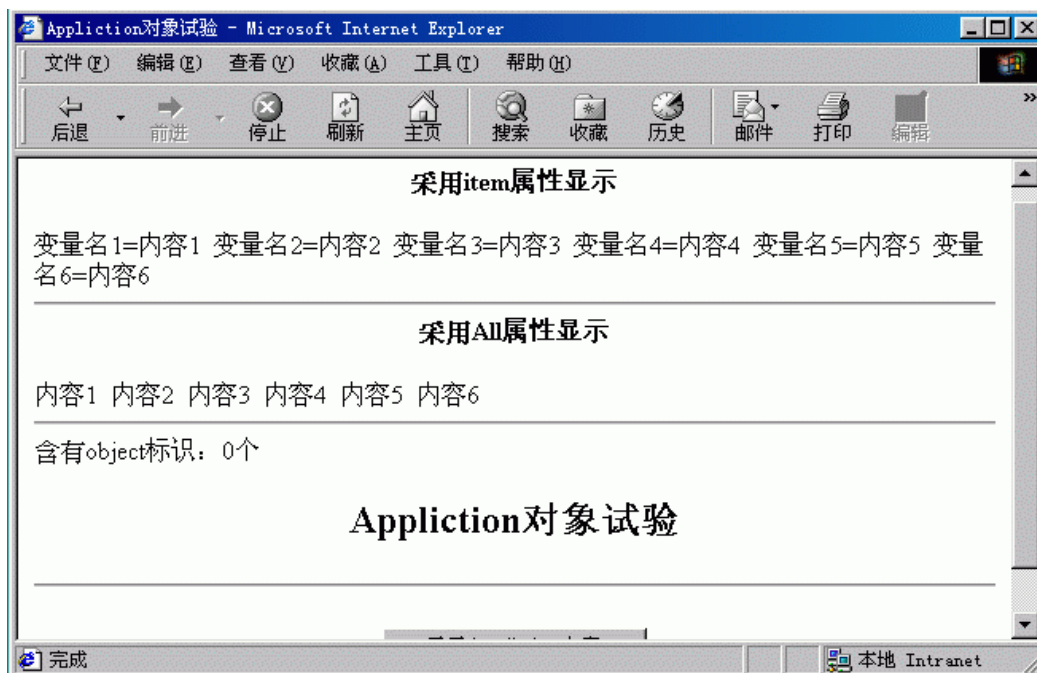 Appliction对象试验 - Microsoft Internet Explorer
文件(F) 编辑(E) 查看(V) 收藏(A) 工具(T) 帮助(H)
后退 前进 停止 刷新 主页 搜索 收藏 历史 邮件 打印 编辑 »
采用item属性显示
变量名1=内容1 变量名2=内容2 变量名3=内容3 变量名4=内容4 变量名5=内容5 变量
名6=内容6
采用All属性显示
内容1 内容2 内容3 内容4 内容5 内容6
含有object标识：0个
Appliction对象试验
完成 本地 Intranet